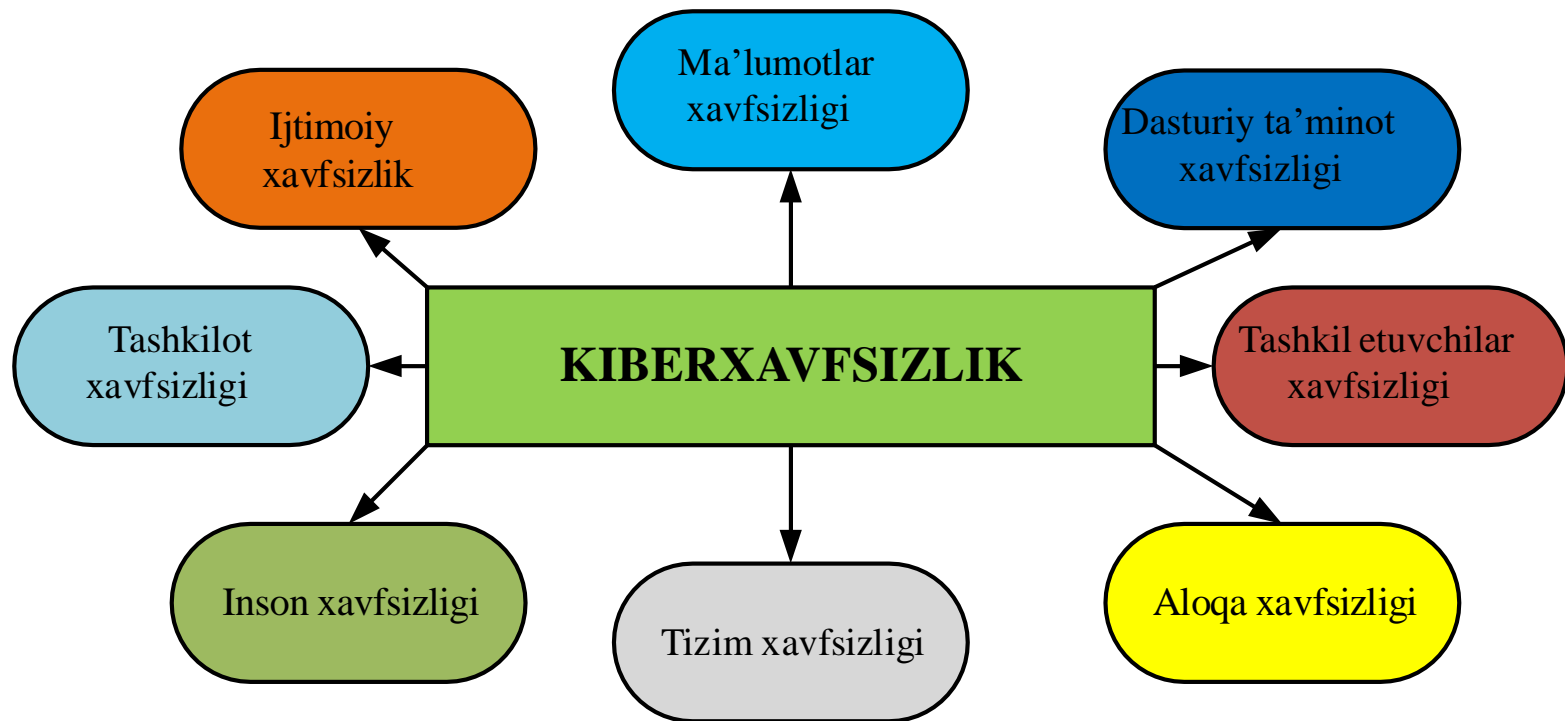 Ma’lumotlar
xavfsizligi
Ijtimoiy
xavfsizlik
Dasturiy ta’minot
xavfsizligi
Tashkilot
xavfsizligi
KIBERXAVFSIZLIK
Tashkil etuvchilar
xavfsizligi
Inson xavfsizligi
Tizim xavfsizligi
Aloqa xavfsizligi